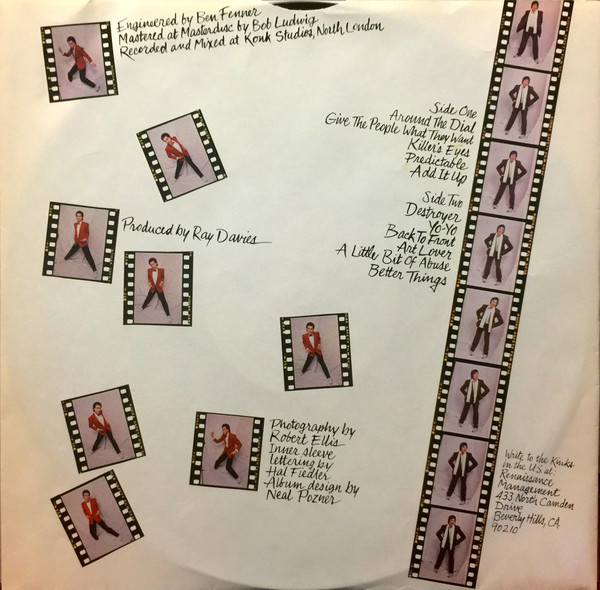 Engineered by Ben Fenner
Mastered at Masterdisc by Bob Ludwig
Recorded and Mixed at Konk Studios, North London
Side One
Around The Dial
Give The People What They Want
Killer's Eyes
Predictable
Add It Up
Side Two
Destroyer
Yo-Yo
Back To Front
Art Lover
A Little Bit Of Abuse
Better Things
Produced by Ray Davies
Photography by
Robert Ellis
Inner sleeve
lettering by
Hal Fiedler
Album design by
Neal Pozner
Write to the Kinks
in the U.S. at:
Renaissance
Management
433 North Camden
Drive
Beverly Hills, CA
90210